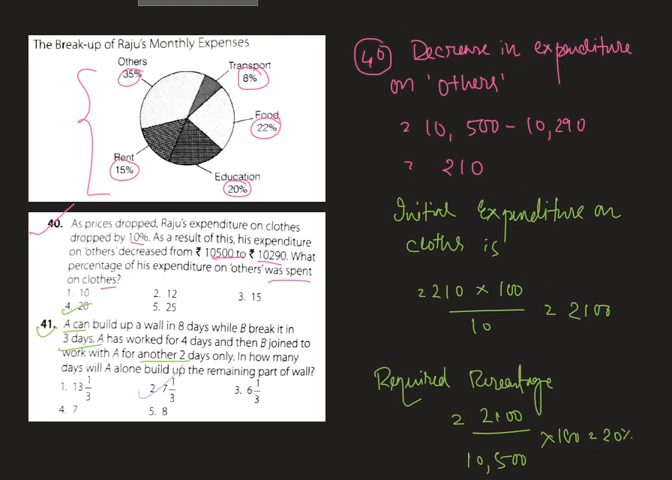 The Break-up of Raju's Monthly Expenses
Others
35%
Transport
8%
Food
22%
Rent
15%
Education
20%
40. As prices dropped, Raju's expenditure on clothes
dropped by 10%. As a result of this, his expenditure
on 'others' decreased from ₹ 10500 to ₹ 10290. What
percentage of his expenditure on 'others' was spent
on clothes?
1. 10 2. 12 3. 15
4. 20 5. 25
41. A can build up a wall in 8 days while B break it in
3 days. A has worked for 4 days and then B joined to
work with A for another 2 days only. In how many
days will A alone build up the remaining part of wall?
1. 13 1/3 2. 7 1/3 3. 6 1/3
4. 7 5. 8
40 Decrease in expenditure
on 'others'
= 10,500 - 10,290
= 210
Initial Expenditure on
cloths is
= 210 × 100
10
= 2100
Required Percentage
= 2100
10,500
× 100 = 20%